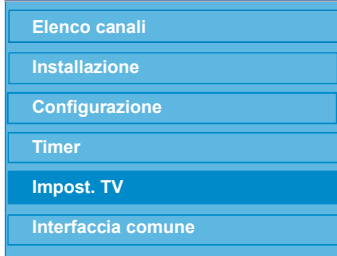 Elenco canali
Installazione
Configurazione
Timer
Impost. TV
Interfaccia comune